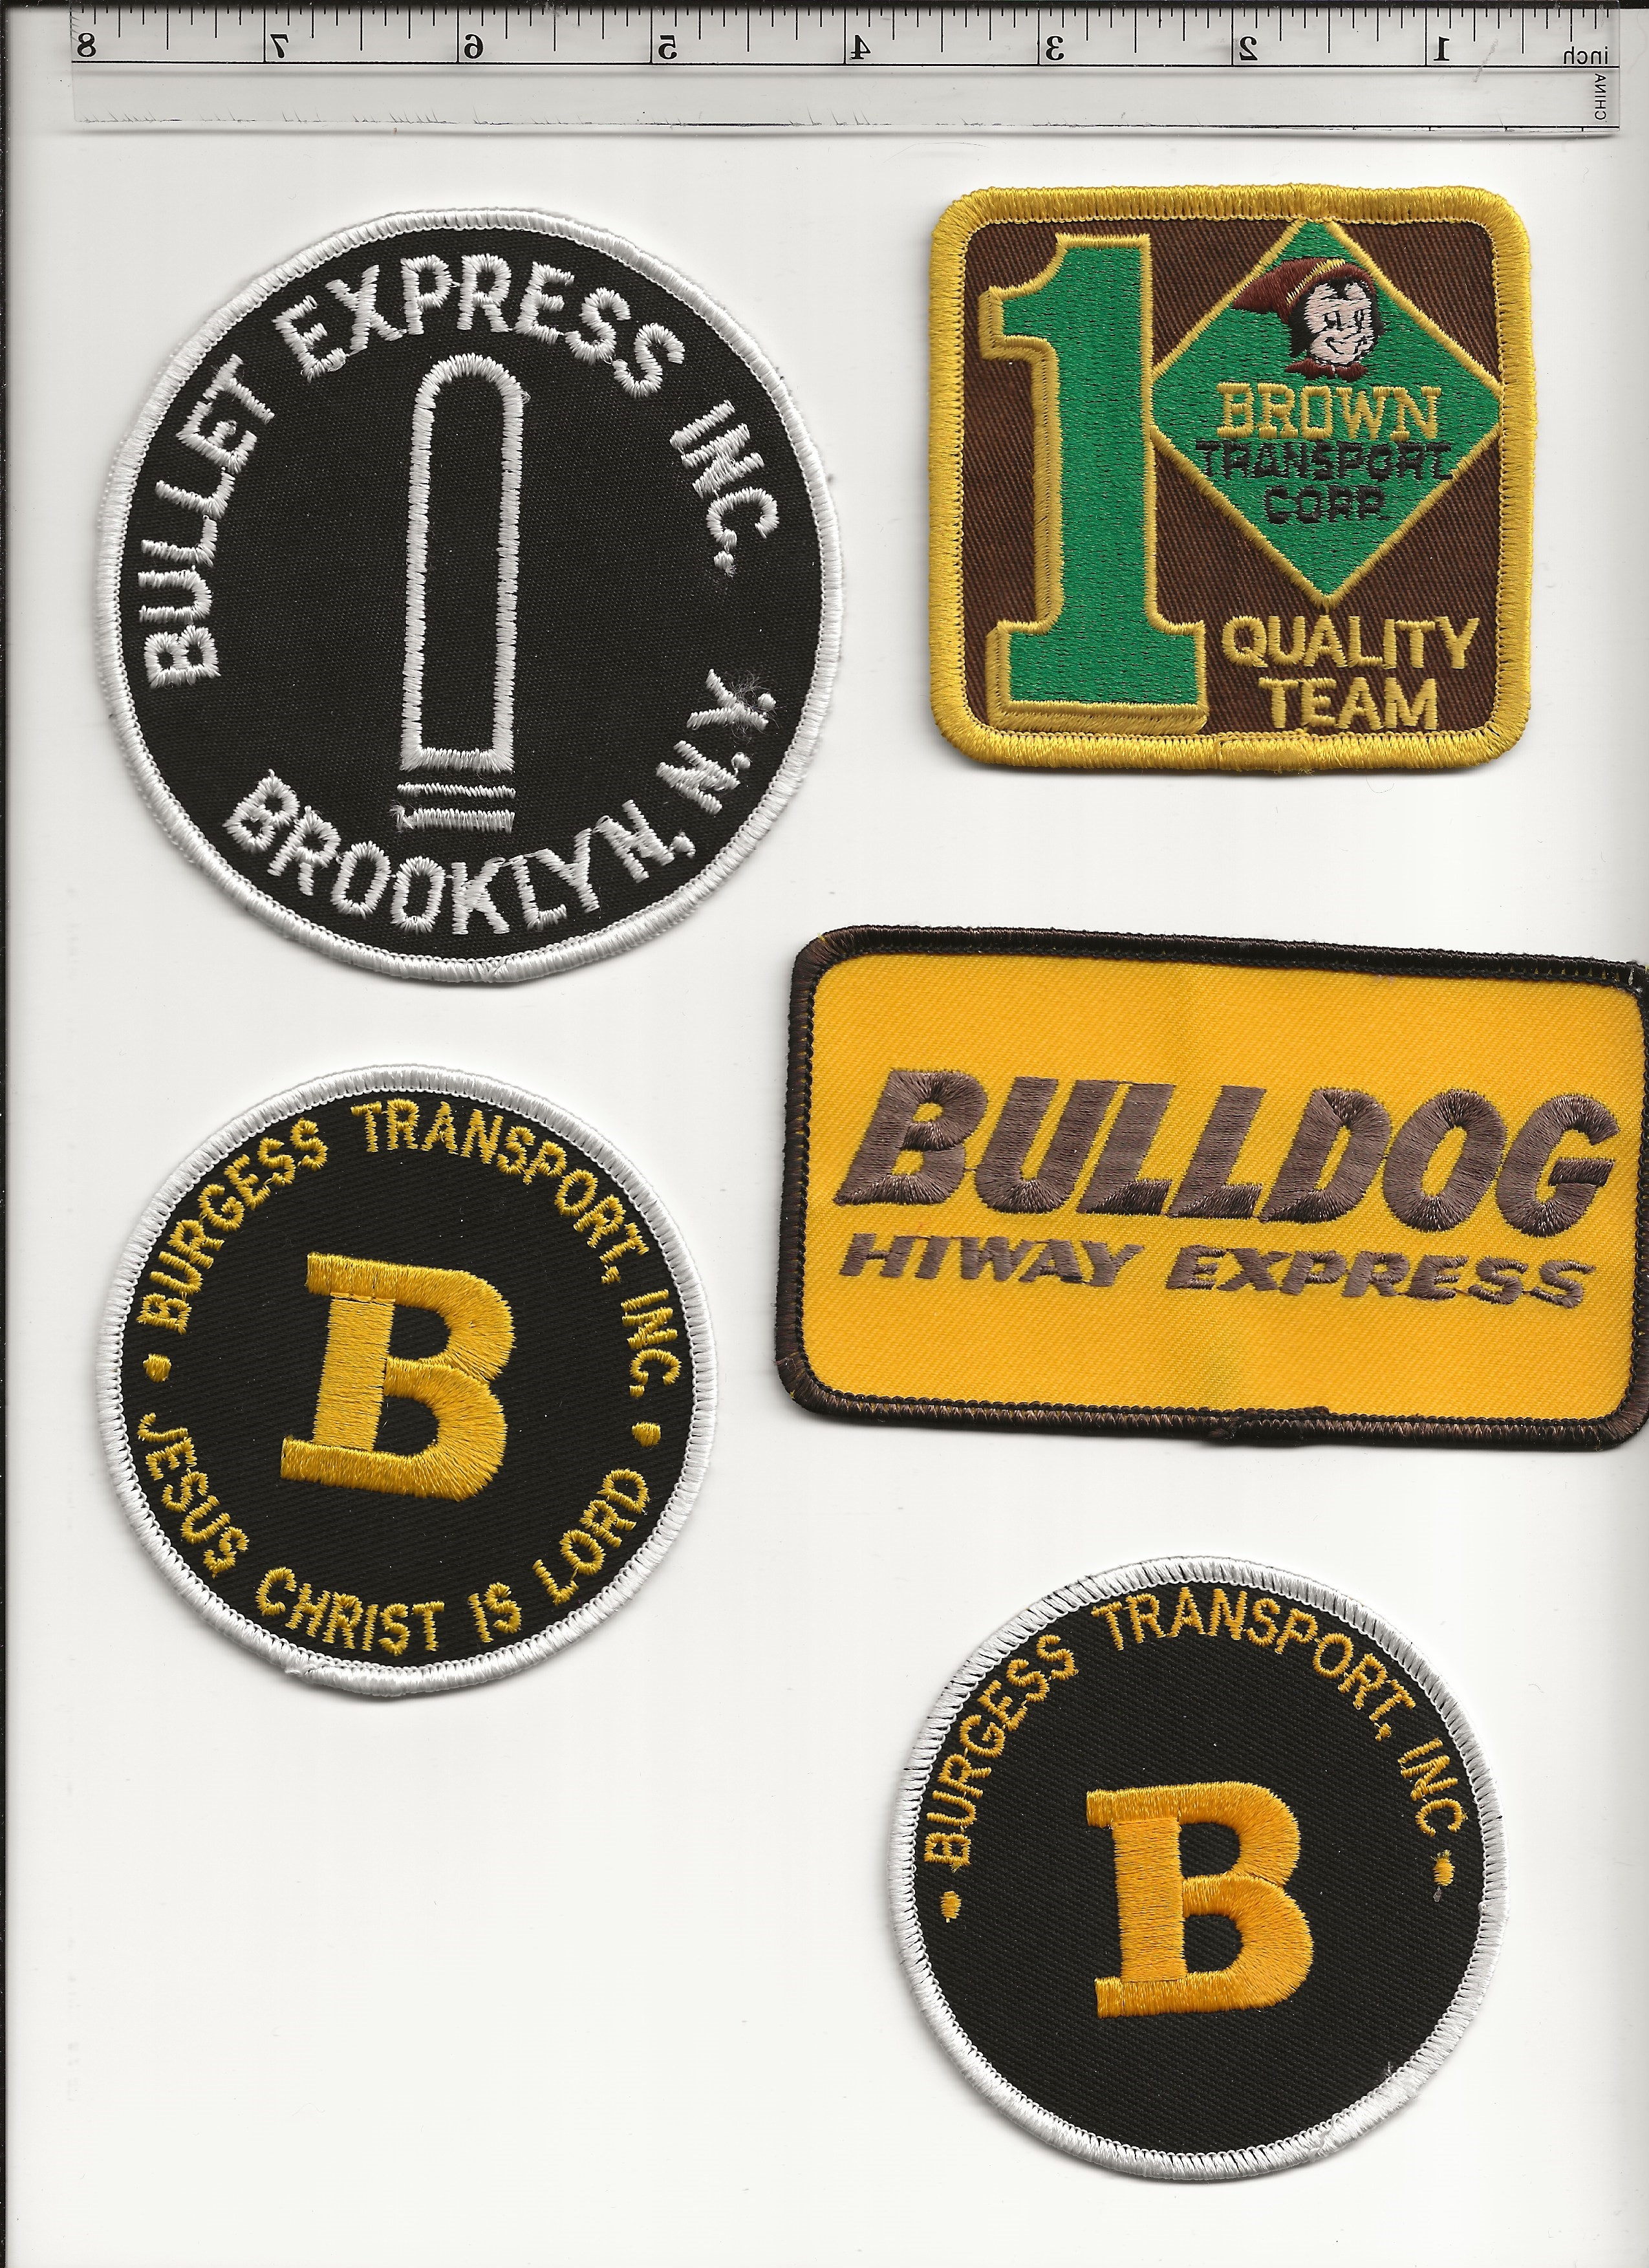 8 7 6 5 4 3 2 1 inch
CHINA
BULLET EXPRESS INC.
BROOKLYN, N.Y.
1
BROWN
TRANSPORT
CORP.
QUALITY
TEAM
BULLDOG
HIWAY EXPRESS
• BURGESS TRANSPORT, INC. •
B
JESUS CHRIST IS LORD
• BURGESS TRANSPORT, INC •
B